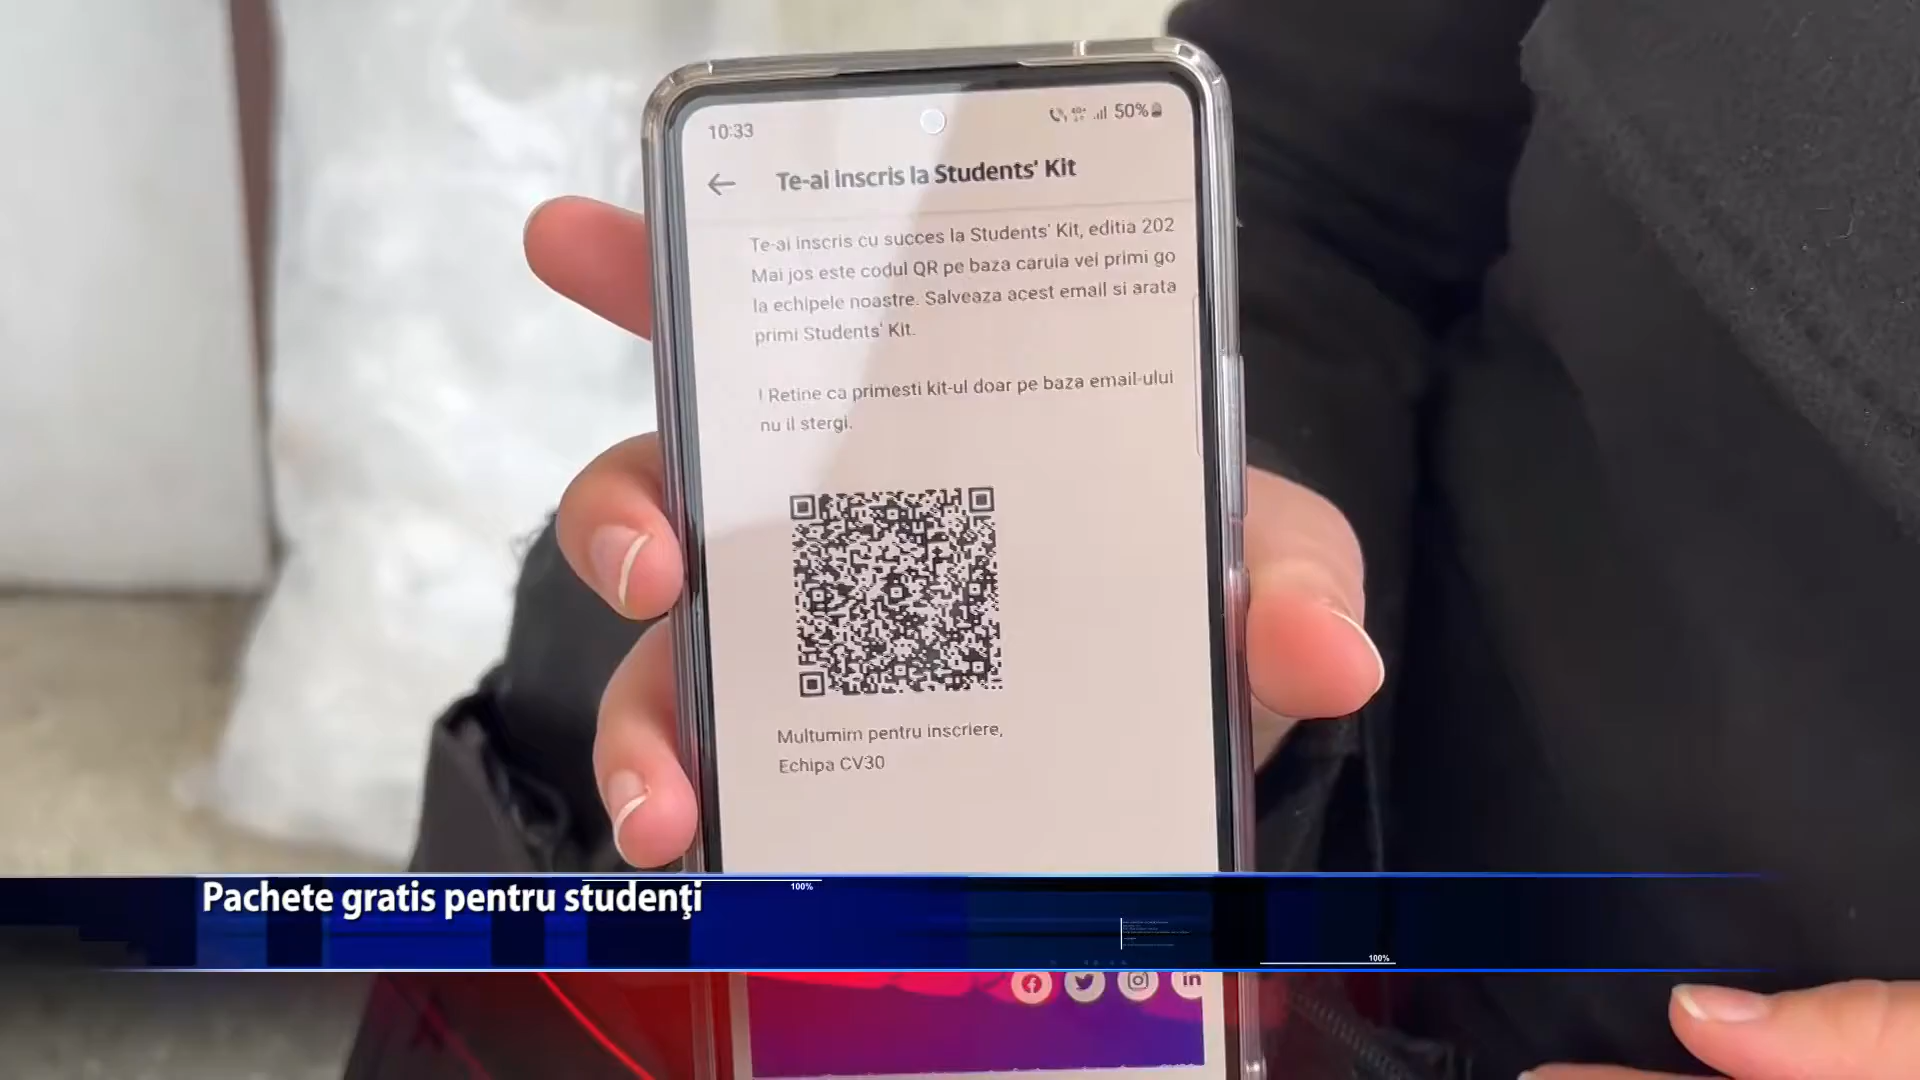 10:33
50%
Te-ai inscris la Students' Kit
Te-ai inscris cu succes la Students' Kit, editia 202
Mai jos este codul QR pe baza caruia vei primi go
la echipele noastre. Salveaza acest email si arata
primi Students' Kit.
! Retine ca primesti kit-ul doar pe baza email-ului
nu il stergi.
Multumim pentru inscriere,
Echipa CV30
Pachete gratis pentru studenţi
100%
100%
in